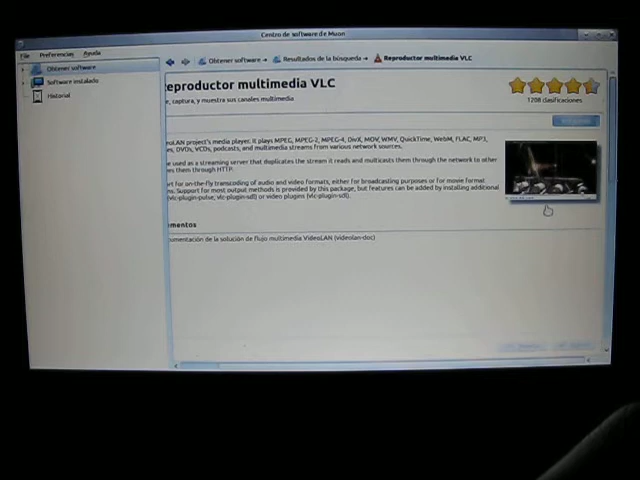 Centro de software de Muon
File Preferencias Ayuda
Obtener software
Software instalado
Historial
Obtener software
Resultados de la búsqueda
Reproductor multimedia VLC
eproductor multimedia VLC
e, captura, y muestra sus canales multimedia
1208 clasificaciones
LAN project's media player. It plays MPEG, MPEG-2, MPEG-4, DivX, MOV, WMV, QuickTime, WebM, FLAC, MP3,
es, DVDs, VCDs, podcasts, and multimedia streams from various network sources.
e used as a streaming server that duplicates the stream it reads and multicasts them through the network to other
es them through HTTP.
rt for on-the-fly transcoding of audio and video formats, either for broadcasting purposes or for movie format
ns. Support for most output methods is provided by this package, but features can be added by installing additional
(vlc-plugin-pulse, vlc-plugin-sdl) or video plugins (vlc-plugin-sdl).
mentos
umentación de la solución de flujo multimedia VideoLAN (videolan-doc)